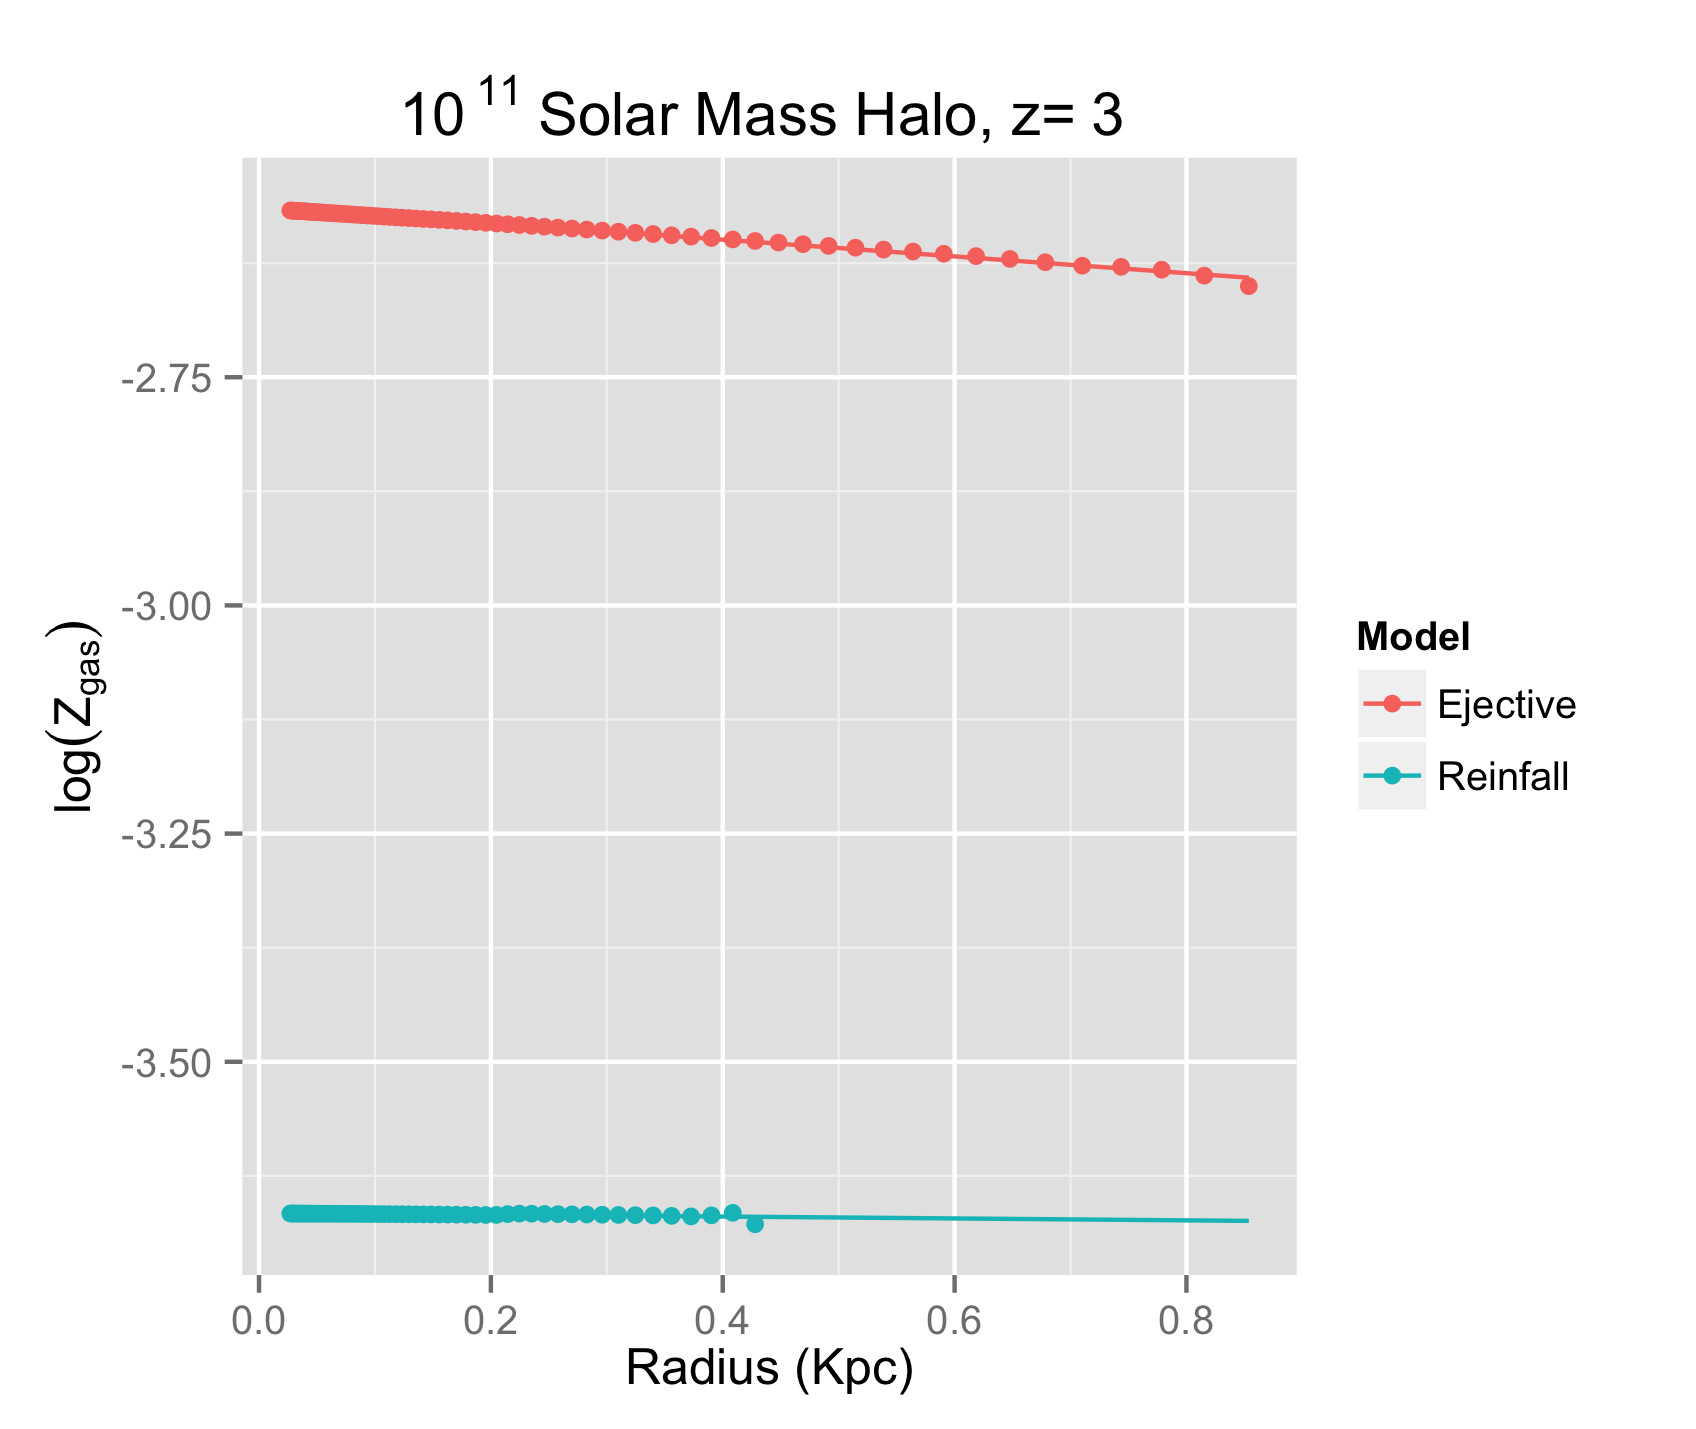 10 11 Solar Mass Halo, z= 3
-2.75
-3.00
-3.25
-3.50
log(Zgas)
0.0 0.2 0.4 0.6 0.8
Radius (Kpc)
Model
Ejective
Reinfall